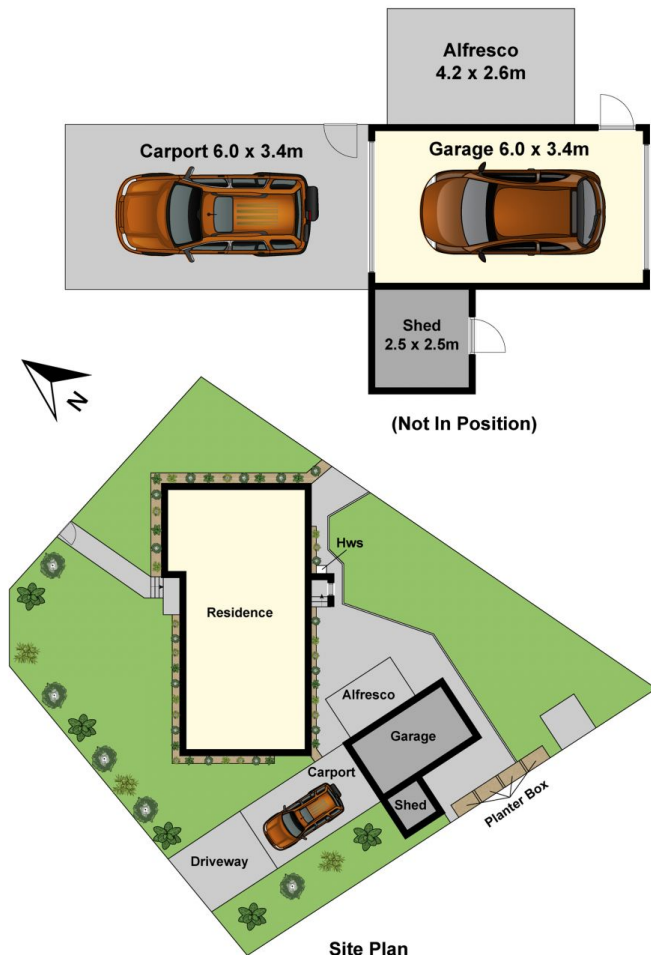 Alfresco
4.2 x 2.6m
Carport 6.0 x 3.4m
Garage 6.0 x 3.4m
Shed
2.5 x 2.5m
(Not In Position)
N
Hws
Residence
Alfresco
Garage
Carport
Shed
Planter Box
Driveway
Site Plan